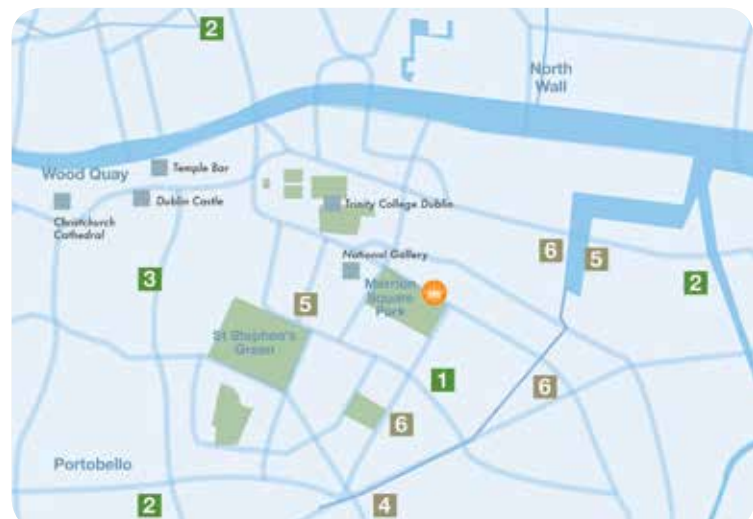 2
North
Wall
Temple Bar
Wood Quay
Dublin Castle
Trinity College Dublin
Christchurch
Cathedral
National Gallery
6
5
3
2
Merrion
Square
Park
5
St Stephen's
Green
1
6
6
Portobello
2
4